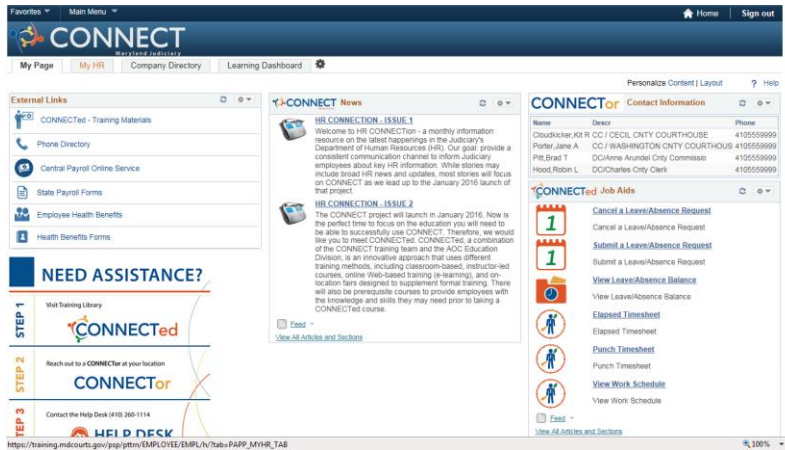 Favorites Main Menu Home Sign out
CONNECT
Maryland Judiciary
My Page My HR Company Directory Learning Dashboard
Personalize Content | Layout ? Help
External Links
CONNECTed - Training Materials
Phone Directory
Central Payroll Online Service
State Payroll Forms
Employee Health Benefits
Health Benefits Forms
NEED ASSISTANCE?
STEP 1
Visit Training Library
CONNECTed
STEP 2
Reach out to a CONNECTor at your location
CONNECTor
STEP 3
Contact the Help Desk (410) 260-1114
HELP DESK
CONNECT News
HR CONNECTION - ISSUE 1
Welcome to HR CONNECTion - a monthly information
resource on the latest happenings in the Judiciary's
Department of Human Resources (HR). Our goal: provide a
consistent communication channel to inform Judiciary
employees about key HR information. While stories may
include broad HR news and updates, most stories will focus
on CONNECT as we lead up to the January 2016 launch of
that project.
HR CONNECTION - ISSUE 2
The CONNECT project will launch in January 2016. Now is
the perfect time to focus on the education you will need to
be able to successfully use CONNECT. Therefore, we would
like you to meet CONNECTed. CONNECTed, a combination
of the CONNECT training team and the AOC Education
Division, is an innovative approach that uses different
training methods, including classroom-based, instructor-led
courses, online Web-based training (e-learning), and on-
location fairs designed to supplement formal training. There
will also be prerequisite courses to provide employees with
the knowledge and skills they may need prior to taking a
CONNECTed course.
Feed
View All Articles and Sections
CONNECTor Contact Information
Name Descr Phone
Cloudkicker,Kit R CC / CECIL CNTY COURTHOUSE 4105559999
Porter,Jane A CC / WASHINGTON CNTY COURTHOUS 4105559999
Pitt,Brad T DC/Anne Arundel Cnty Commissio 4105559999
Hood,Robin L DC/Charles Cnty Clerk 4105559999
CONNECTed Job Aids
1
Cancel a Leave/Absence Request
Cancel a Leave/Absence Request
1
Submit a Leave/Absence Request
Submit a Leave/Absence Request
View Leave/Absence Balance
View Leave/Absence Balance
Elapsed Timesheet
Elapsed Timesheet
Punch Timesheet
Punch Timesheet
View Work Schedule
View Work Schedule
Feed
View All Articles and Sections
https://training.mdcourts.gov/psp/pttrn/EMPLOYEE/EMPL/h/?tab=PAPP_MYHR_TAB 100%